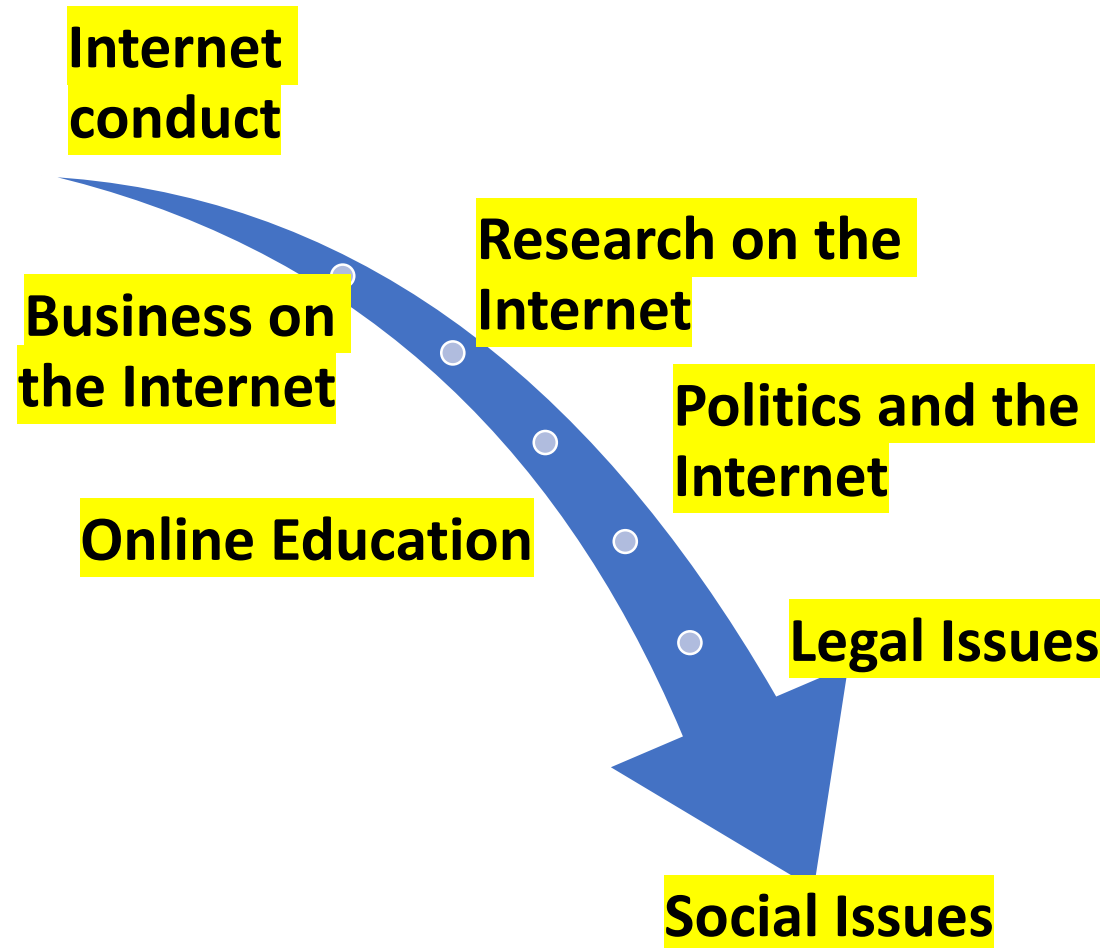 Internet
conduct
Research on the
Internet
Business on
the Internet
Politics and the
Internet
Online Education
Legal Issues
Social Issues